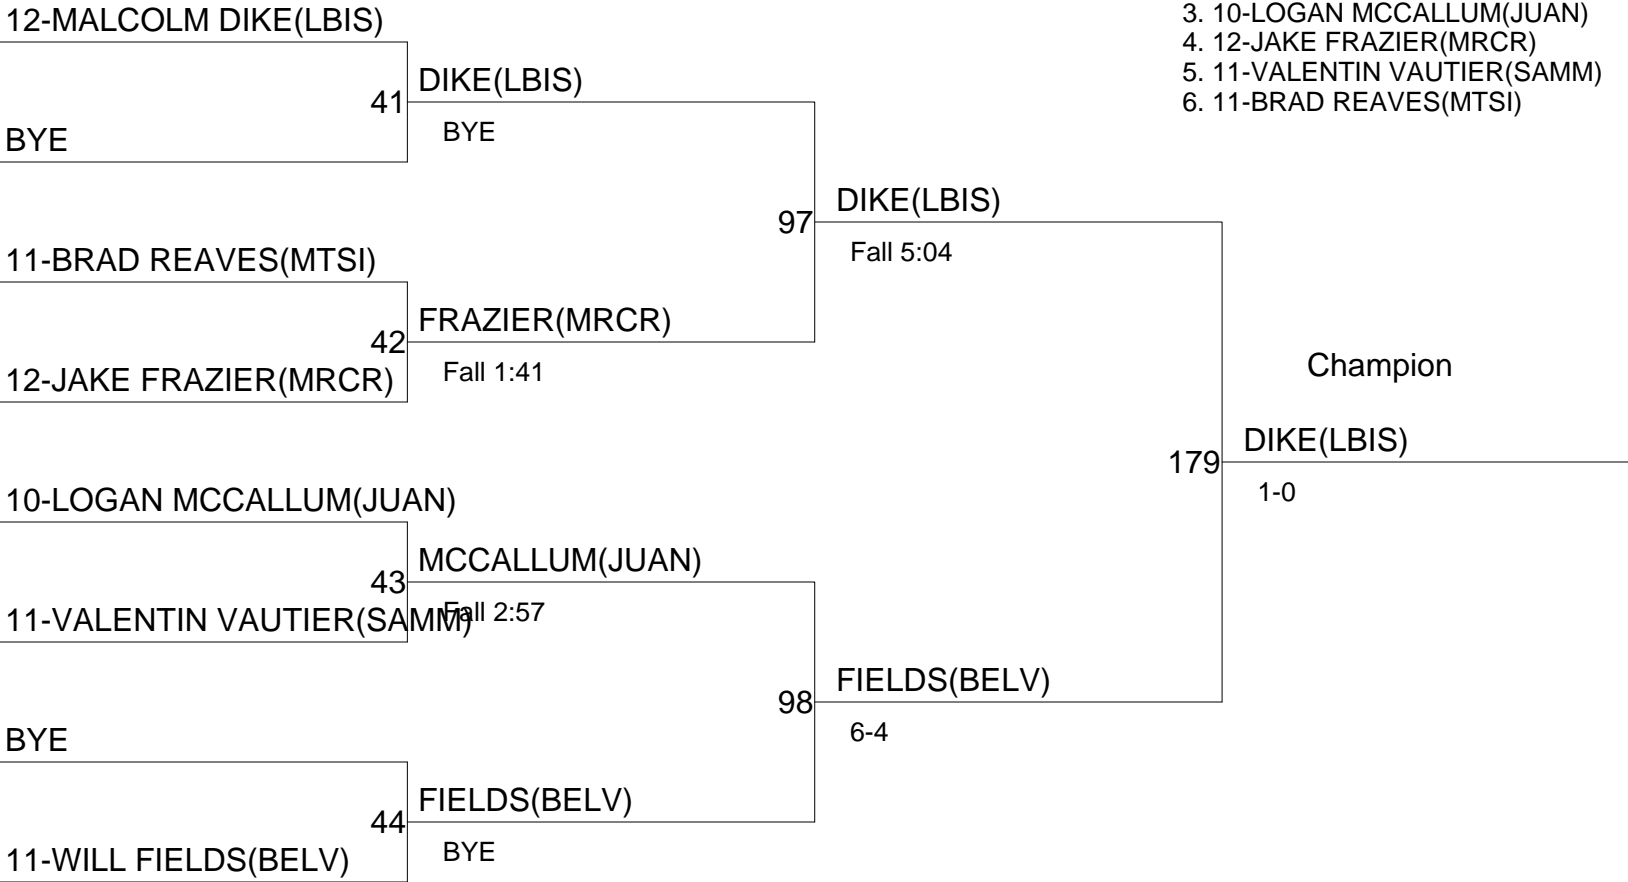 12-MALCOLM DIKE(LBIS)
41
BYE
DIKE(LBIS)
BYE
11-BRAD REAVES(MTSI)
42
12-JAKE FRAZIER(MRCR)
FRAZIER(MRCR)
Fall 1:41
97
DIKE(LBIS)
Fall 5:04
10-LOGAN MCCALLUM(JUAN)
43
11-VALENTIN VAUTIER(SAMM)
MCCALLUM(JUAN)
Fall 2:57
BYE
44
11-WILL FIELDS(BELV)
FIELDS(BELV)
BYE
98
FIELDS(BELV)
6-4
179
Champion
DIKE(LBIS)
1-0
3. 10-LOGAN MCCALLUM(JUAN)
4. 12-JAKE FRAZIER(MRCR)
5. 11-VALENTIN VAUTIER(SAMM)
6. 11-BRAD REAVES(MTSI)